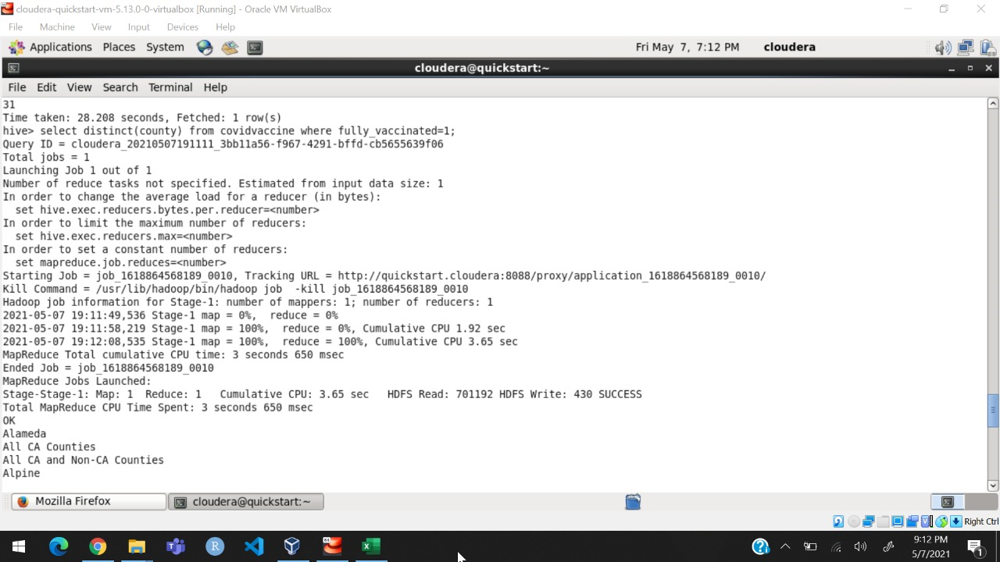 cloudera-quickstart-vm-5.13.0-0-virtualbox [Running] - Oracle VM VirtualBox
File Machine View Input Devices Help
Applications Places System Fri May 7, 7:12 PM cloudera
cloudera@quickstart:~
File Edit View Search Terminal Help
31
Time taken: 28.208 seconds, Fetched: 1 row(s)
hive> select distinct(county) from covidvaccine where fully_vaccinated=1;
Query ID = cloudera_20210507191111_3bb11a56-f967-4291-bffd-cb5655639f06
Total jobs = 1
Launching Job 1 out of 1
Number of reduce tasks not specified. Estimated from input data size: 1
In order to change the average load for a reducer (in bytes):
  set hive.exec.reducers.bytes.per.reducer=<number>
In order to limit the maximum number of reducers:
  set hive.exec.reducers.max=<number>
In order to set a constant number of reducers:
  set mapreduce.job.reduces=<number>
Starting Job = job_1618864568189_0010, Tracking URL = http://quickstart.cloudera:8088/proxy/application_1618864568189_0010/
Kill Command = /usr/lib/hadoop/bin/hadoop job  -kill job_1618864568189_0010
Hadoop job information for Stage-1: number of mappers: 1; number of reducers: 1
2021-05-07 19:11:49,536 Stage-1 map = 0%,  reduce = 0%
2021-05-07 19:11:58,219 Stage-1 map = 100%,  reduce = 0%, Cumulative CPU 1.92 sec
2021-05-07 19:12:08,535 Stage-1 map = 100%,  reduce = 100%, Cumulative CPU 3.65 sec
MapReduce Total cumulative CPU time: 3 seconds 650 msec
Ended Job = job_1618864568189_0010
MapReduce Jobs Launched:
Stage-Stage-1: Map: 1  Reduce: 1   Cumulative CPU: 3.65 sec   HDFS Read: 701192 HDFS Write: 430 SUCCESS
Total MapReduce CPU Time Spent: 3 seconds 650 msec
OK
Alameda
All CA Counties
All CA and Non-CA Counties
Alpine
Mozilla Firefox cloudera@quickstart:~
Right Ctrl
9:12 PM
5/7/2021